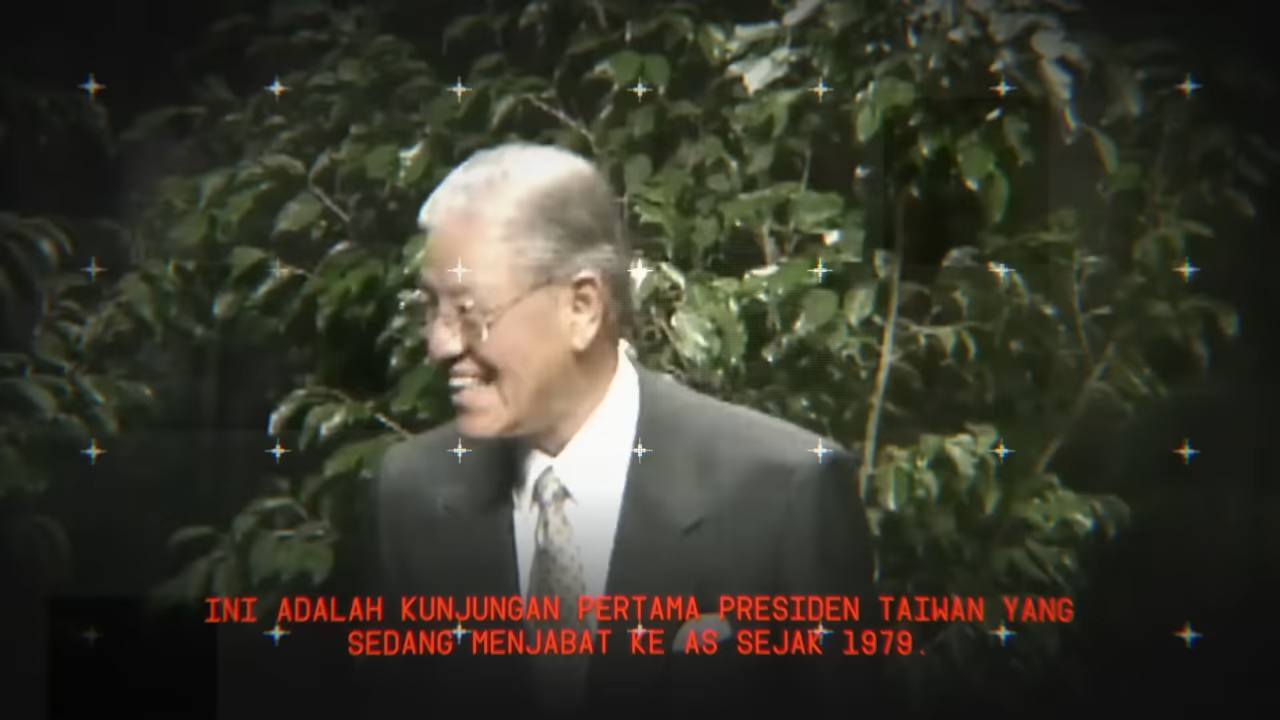 INI ADALAH KUNJUNGAN PERTAMA PRESIDEN TAIWAN YANG
SEDANG MENJABAT KE AS SEJAK 1979.